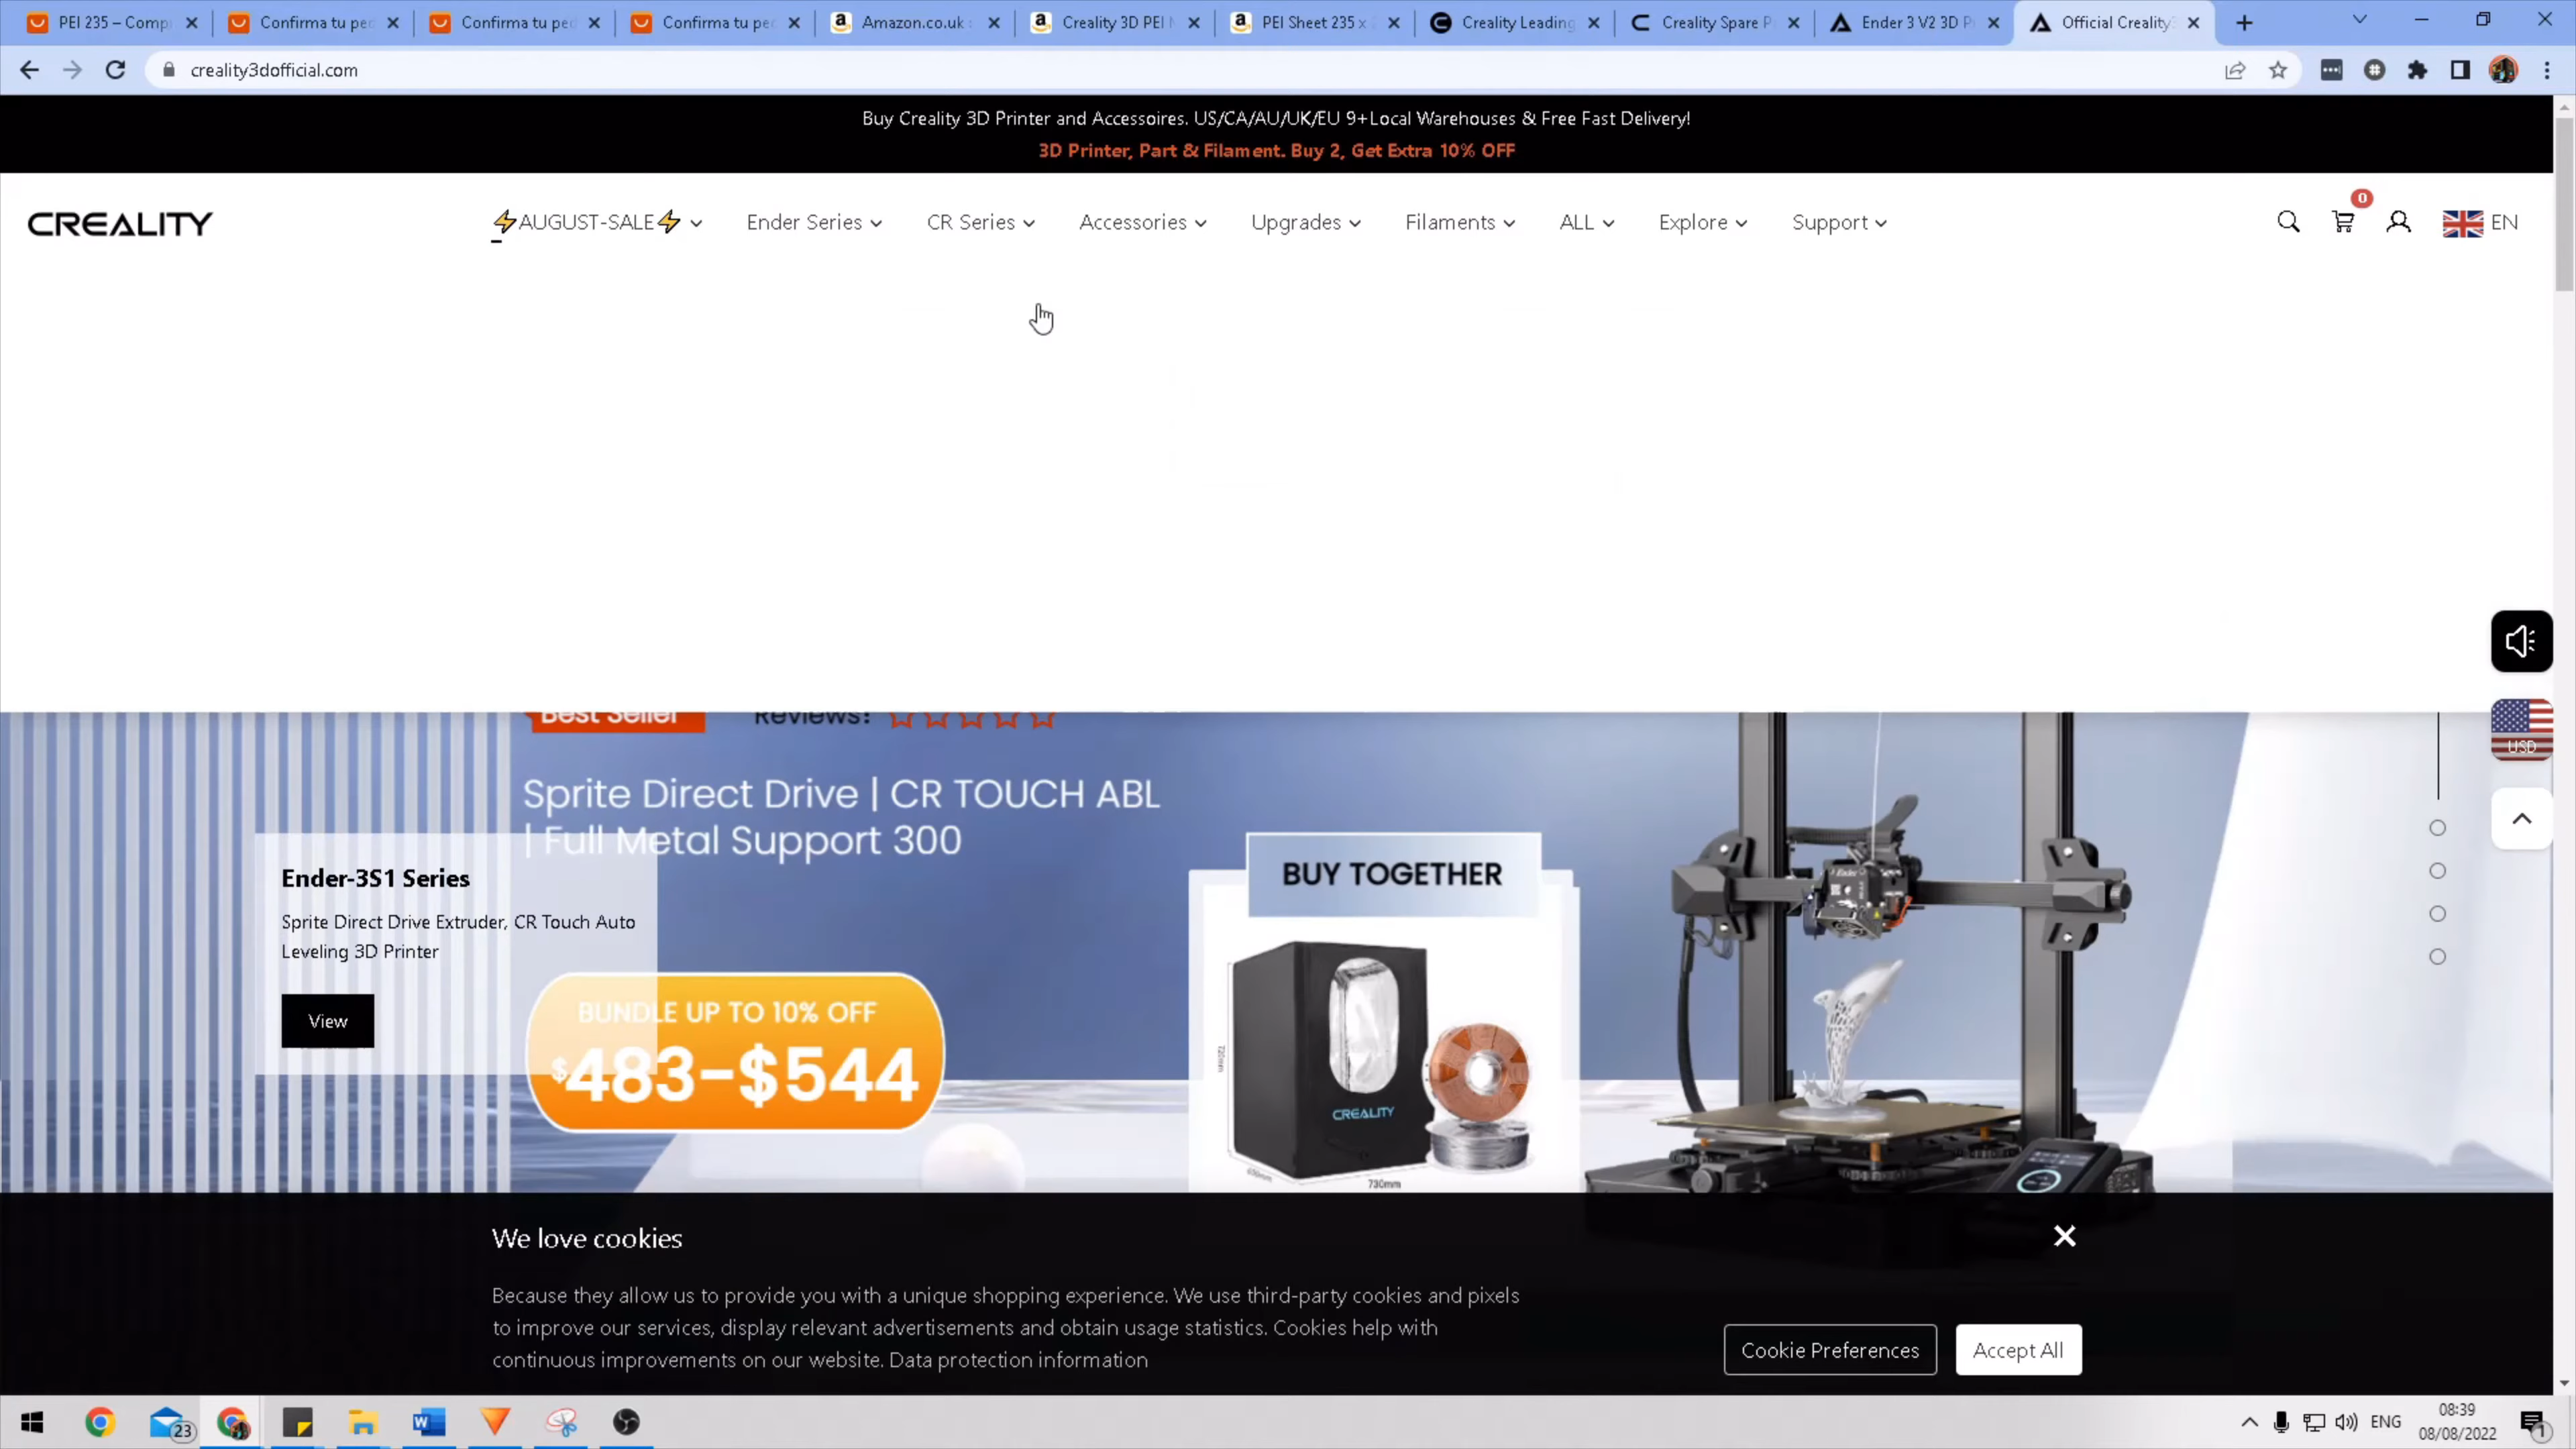 PEI 235 – Comp
Confirma tu pe
Confirma tu ped
Confirma tu pe
Amazon.co.uk
Creality 3D PEI
PEI Sheet 235 x
Creality Leading
Creality Spare P
Ender 3 V2 3D P
Official Creality
creality3dofficial.com
Buy Creality 3D Printer and Accessoires. US/CA/AU/UK/EU 9+Local Warehouses & Free Fast Delivery!
3D Printer, Part & Filament. Buy 2, Get Extra 10% OFF
CREALITY
⚡AUGUST-SALE⚡ Ender Series CR Series Accessories Upgrades Filaments ALL Explore Support
0
EN
USD
Best Seller Reviews:
Sprite Direct Drive | CR TOUCH ABL
| Full Metal Support 300
Ender-3S1 Series
Sprite Direct Drive Extruder, CR Touch Auto
Leveling 3D Printer
View
BUNDLE UP TO 10% OFF
$483-$544
BUY TOGETHER
CREALITY
720mm
730mm
Ender
We love cookies
Because they allow us to provide you with a unique shopping experience. We use third-party cookies and pixels
to improve our services, display relevant advertisements and obtain usage statistics. Cookies help with
continuous improvements on our website. Data protection information
Cookie Preferences
Accept All
23
ENG
08:39
08/08/2022
1